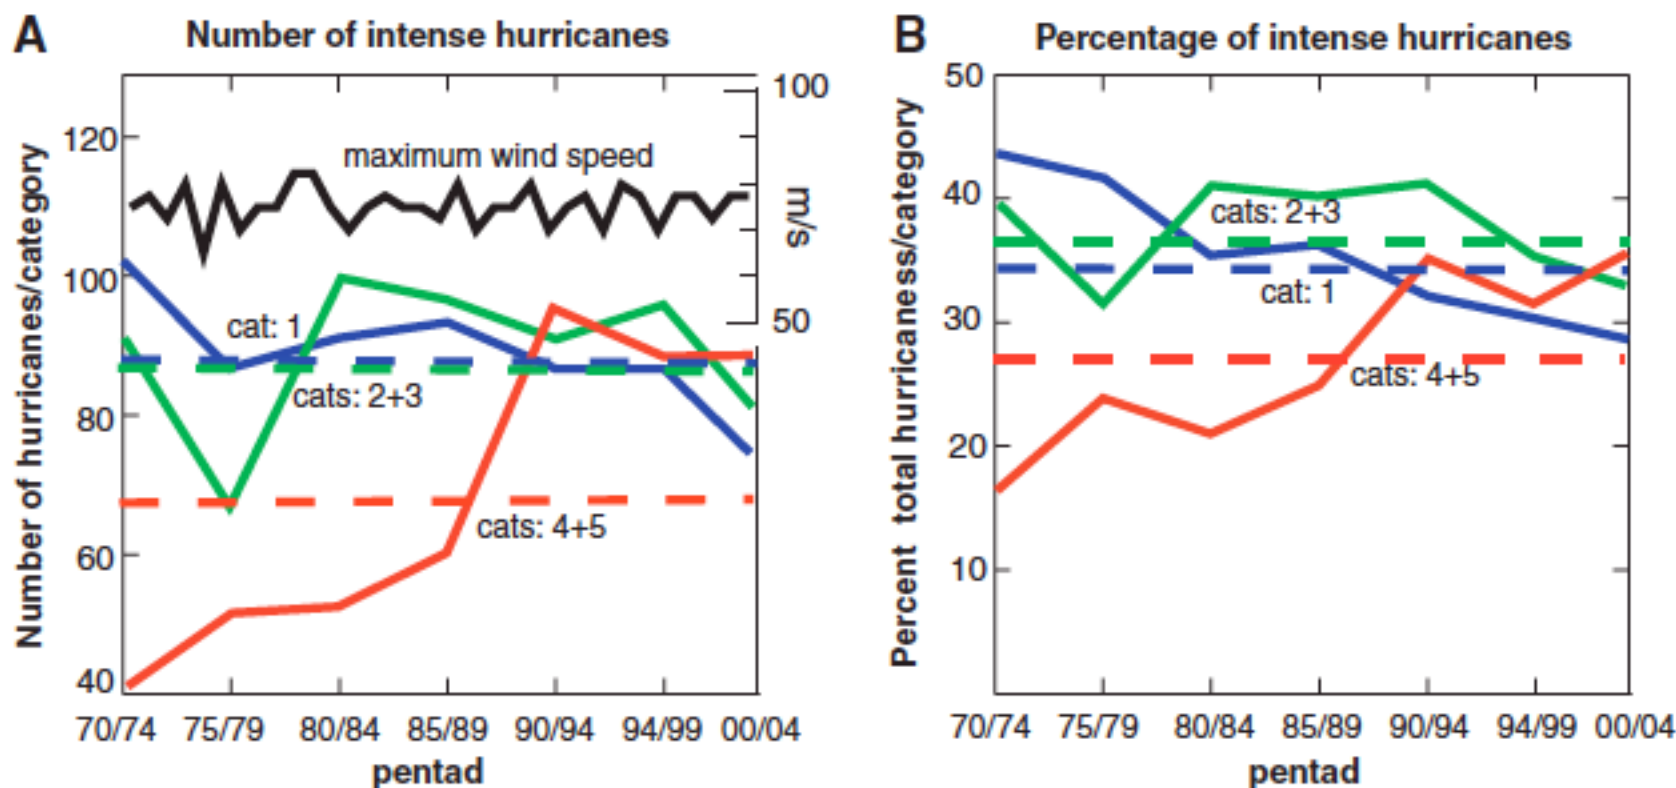 A Number of intense hurricanes
Number of hurricanes/category
120
100
80
60
40
maximum wind speed
cat: 1
cats: 2+3
cats: 4+5
100
50
m/s
70/74 75/79 80/84 85/89 90/94 94/99 00/04
pentad
B Percentage of intense hurricanes
Percent total hurricaness/category
50
40
30
20
10
cats: 2+3
cat: 1
cats: 4+5
70/74 75/79 80/84 85/89 90/94 94/99 00/04
pentad